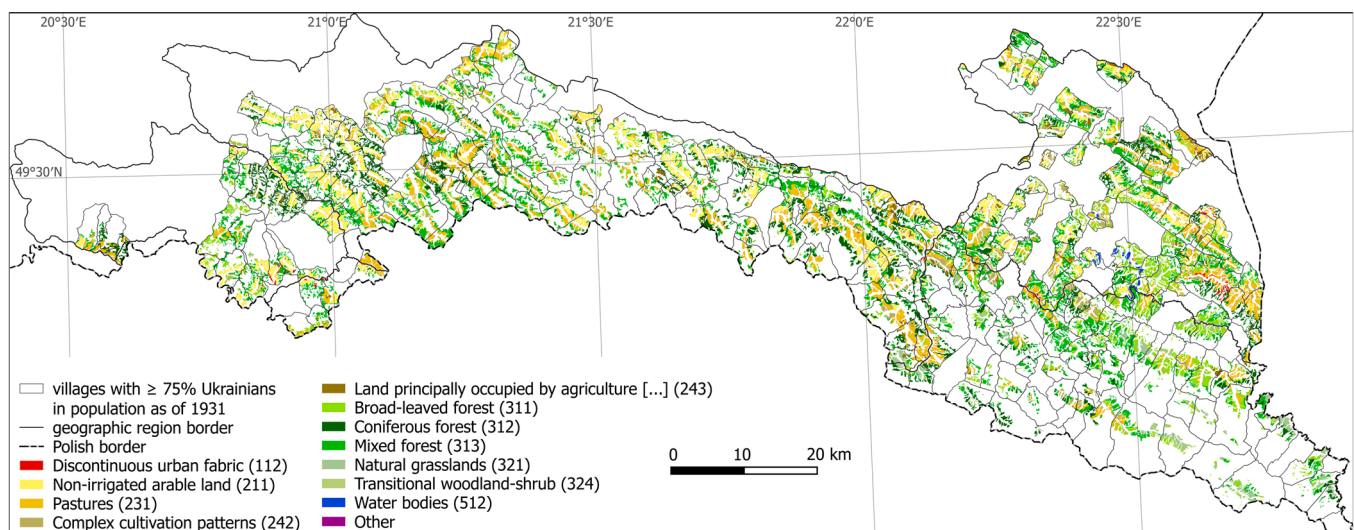 20°30'E 21°0'E 21°30'E 22°0'E 22°30'E
49°30'N
villages with ≥ 75% Ukrainians
in population as of 1931
geographic region border
Polish border
Discontinuous urban fabric (112)
Non-irrigated arable land (211)
Pastures (231)
Complex cultivation patterns (242)
Land principally occupied by agriculture [...] (243)
Broad-leaved forest (311)
Coniferous forest (312)
Mixed forest (313)
Natural grasslands (321)
Transitional woodland-shrub (324)
Water bodies (512)
Other
0 10 20 km